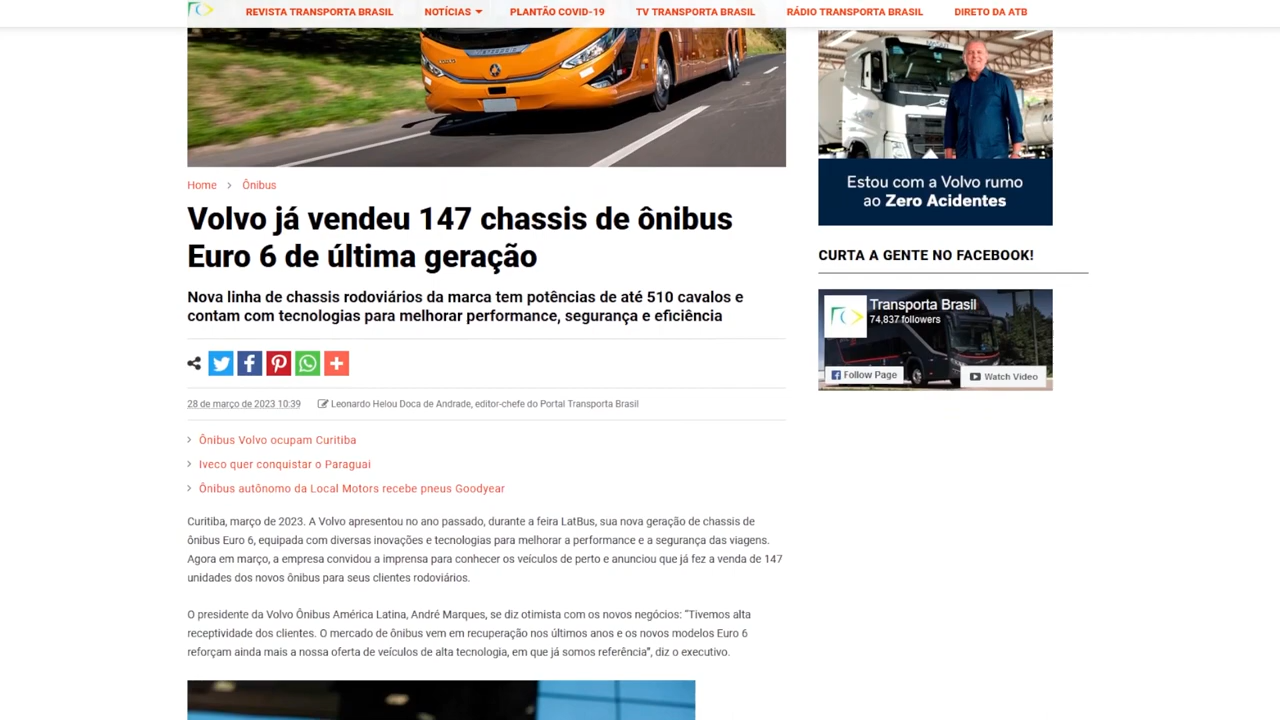 REVISTA TRANSPORTA BRASIL
NOTÍCIAS
PLANTÃO COVID-19
TV TRANSPORTA BRASIL
RÁDIO TRANSPORTA BRASIL
DIRETO DA ATB
Home > Ônibus
Volvo já vendeu 147 chassis de ônibus
Euro 6 de última geração
Nova linha de chassis rodoviários da marca tem potências de até 510 cavalos e
contam com tecnologias para melhorar performance, segurança e eficiência
28 de março de 2023 10:39
Leonardo Helou Doca de Andrade, editor-chefe do Portal Transporta Brasil
Ônibus Volvo ocupam Curitiba
Iveco quer conquistar o Paraguai
Ônibus autônomo da Local Motors recebe pneus Goodyear
Curitiba, março de 2023. A Volvo apresentou no ano passado, durante a feira LatBus, sua nova geração de chassis de
ônibus Euro 6, equipada com diversas inovações e tecnologias para melhorar a performance e a segurança das viagens.
Agora em março, a empresa convidou a imprensa para conhecer os veículos de perto e anunciou que já fez a venda de 147
unidades dos novos ônibus para seus clientes rodoviários.
O presidente da Volvo Ônibus América Latina, André Marques, se diz otimista com os novos negócios: “Tivemos alta
receptividade dos clientes. O mercado de ônibus vem em recuperação nos últimos anos e os novos modelos Euro 6
reforçam ainda mais a nossa oferta de veículos de alta tecnologia, em que já somos referência”, diz o executivo.
Estou com a Volvo rumo
ao Zero Acidentes
CURTA A GENTE NO FACEBOOK!
Transporta Brasil
74,837 followers
Follow Page
Watch Video